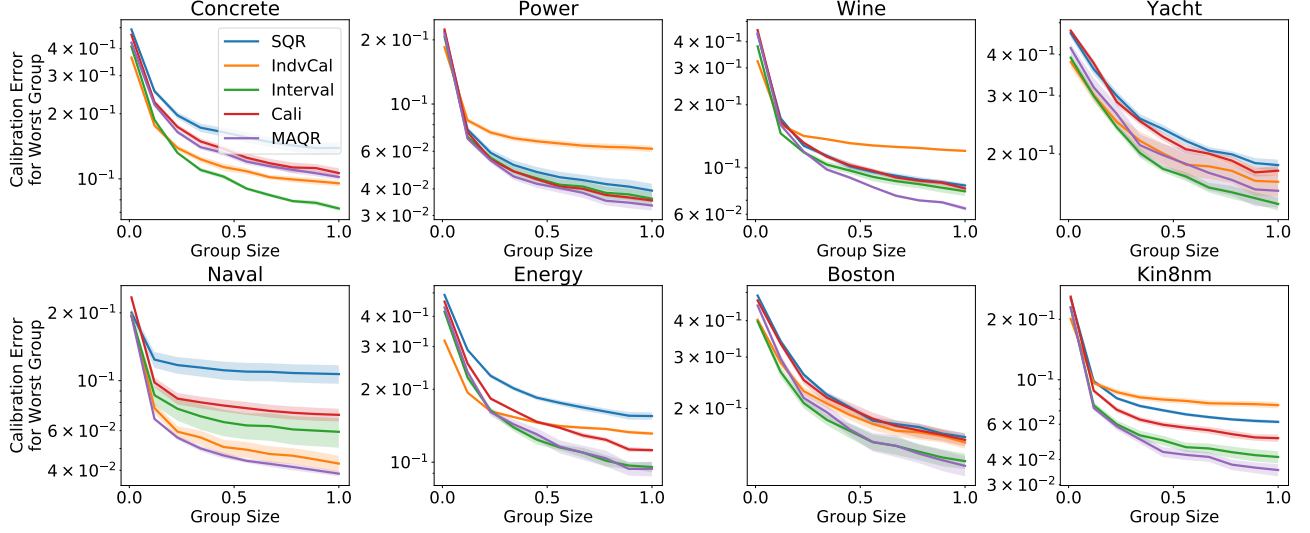 Concrete
Power
Wine
Yacht
Calibration Error
for Worst Group
4 × 10⁻¹
3 × 10⁻¹
2 × 10⁻¹
10⁻¹
SQR
IndvCal
Interval
Cali
MAQR
0.0 0.5 1.0
Group Size
2 × 10⁻¹
10⁻¹
6 × 10⁻²
4 × 10⁻²
3 × 10⁻²
0.0 0.5 1.0
Group Size
4 × 10⁻¹
3 × 10⁻¹
2 × 10⁻¹
10⁻¹
6 × 10⁻²
0.0 0.5 1.0
Group Size
4 × 10⁻¹
3 × 10⁻¹
2 × 10⁻¹
0.0 0.5 1.0
Group Size
Naval
Energy
Boston
Kin8nm
Calibration Error
for Worst Group
2 × 10⁻¹
10⁻¹
6 × 10⁻²
4 × 10⁻²
0.0 0.5 1.0
Group Size
4 × 10⁻¹
3 × 10⁻¹
2 × 10⁻¹
10⁻¹
0.0 0.5 1.0
Group Size
4 × 10⁻¹
3 × 10⁻¹
2 × 10⁻¹
0.0 0.5 1.0
Group Size
2 × 10⁻¹
10⁻¹
6 × 10⁻²
4 × 10⁻²
3 × 10⁻²
0.0 0.5 1.0
Group Size